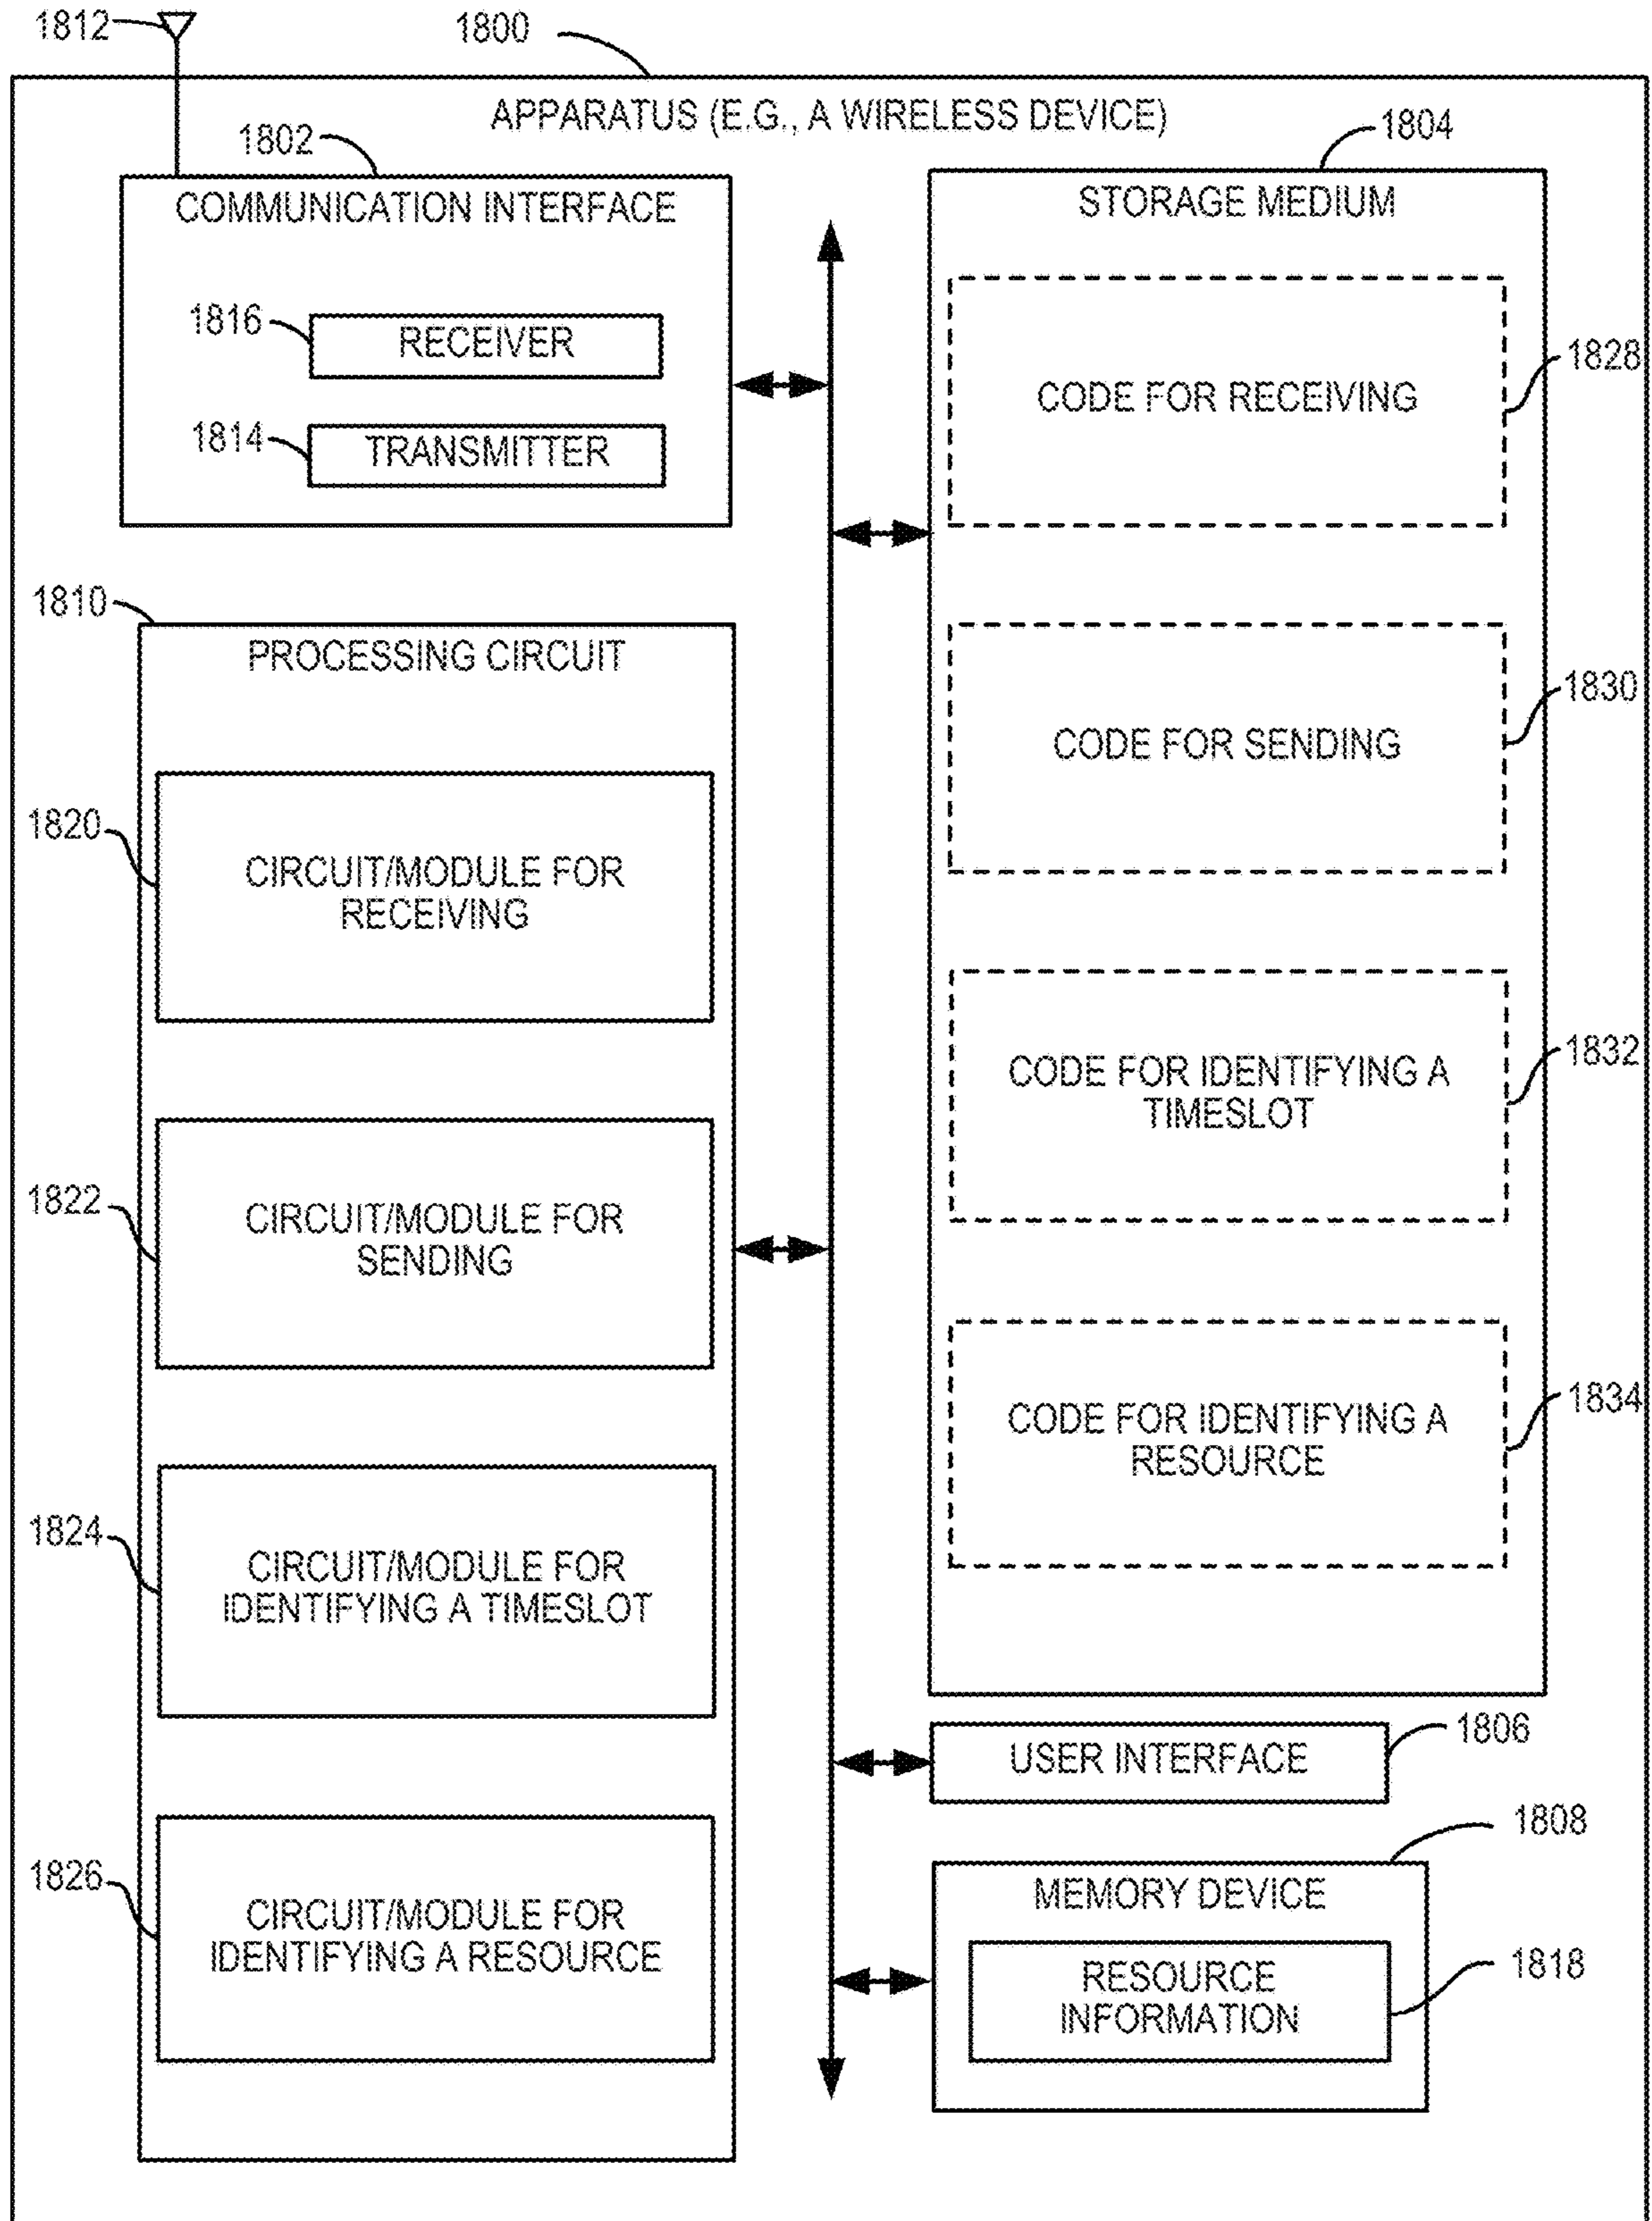 1812
1800
APPARATUS (E.G., A WIRELESS DEVICE)
1802
COMMUNICATION INTERFACE
1816
RECEIVER
1814
TRANSMITTER
1810
PROCESSING CIRCUIT
1820
CIRCUIT/MODULE FOR
RECEIVING
1822
CIRCUIT/MODULE FOR
SENDING
1824
CIRCUIT/MODULE FOR
IDENTIFYING A TIMESLOT
1826
CIRCUIT/MODULE FOR
IDENTIFYING A RESOURCE
1804
STORAGE MEDIUM
1828
CODE FOR RECEIVING
1830
CODE FOR SENDING
1832
CODE FOR IDENTIFYING A
TIMESLOT
1834
CODE FOR IDENTIFYING A
RESOURCE
1806
USER INTERFACE
1808
MEMORY DEVICE
1818
RESOURCE
INFORMATION